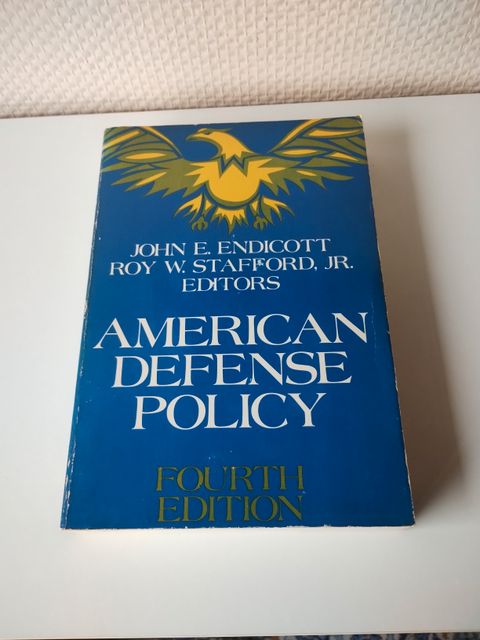 JOHN E. ENDICOTT
ROY W. STAFFORD, JR.
EDITORS
AMERICAN
DEFENSE
POLICY
FOURTH
EDITION